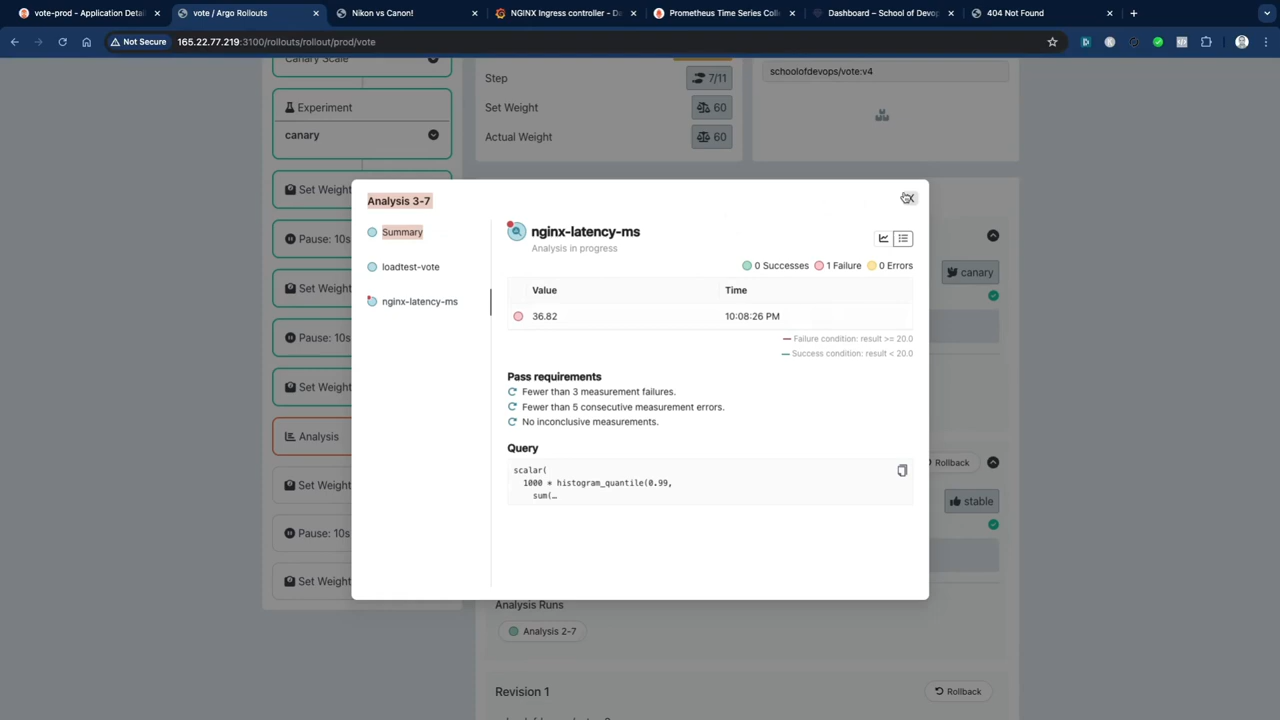 vote-prod - Application Detai
vote / Argo Rollouts
Nikon vs Canon!
NGINX Ingress controller - Da
Prometheus Time Series Coll
Dashboard – School of Devop
404 Not Found
Not Secure
165.22.77.219:3100/rollouts/rollout/prod/vote
Canary Scale
Experiment
canary
Set Weight
Pause: 10s
Set Weight
Pause: 10s
Set Weight
Analysis
Set Weight
Pause: 10s
Set Weight
Step
7/11
Set Weight
60
Actual Weight
60
schoolofdevops/vote:v4
Analysis 3-7
Summary
loadtest-vote
nginx-latency-ms
nginx-latency-ms
Analysis in progress
0 Successes
1 Failure
0 Errors
Value
Time
36.82
10:08:26 PM
Failure condition: result >= 20.0
Success condition: result < 20.0
Pass requirements
Fewer than 3 measurement failures.
Fewer than 5 consecutive measurement errors.
No inconclusive measurements.
Query
scalar(
1000 * histogram_quantile(0.99,
sum(…
canary
Rollback
stable
Analysis Runs
Analysis 2-7
Revision 1
Rollback